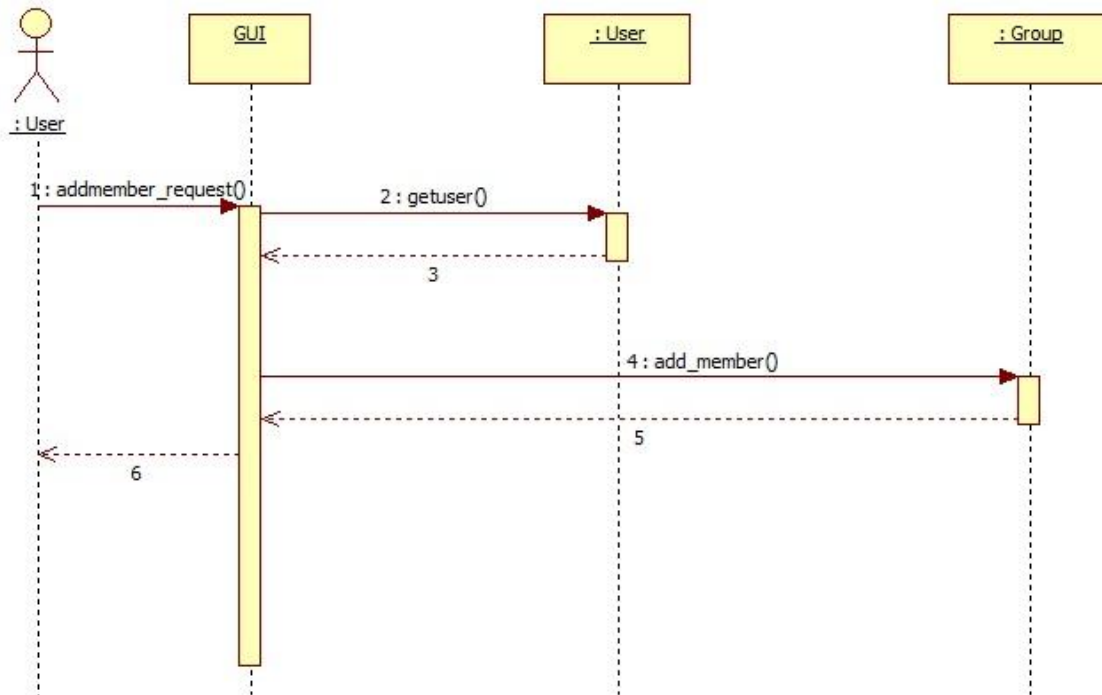 GUI
: User
: Group
: User
1 : addmember_request()
2 : getuser()
3
4 : add_member()
5
6